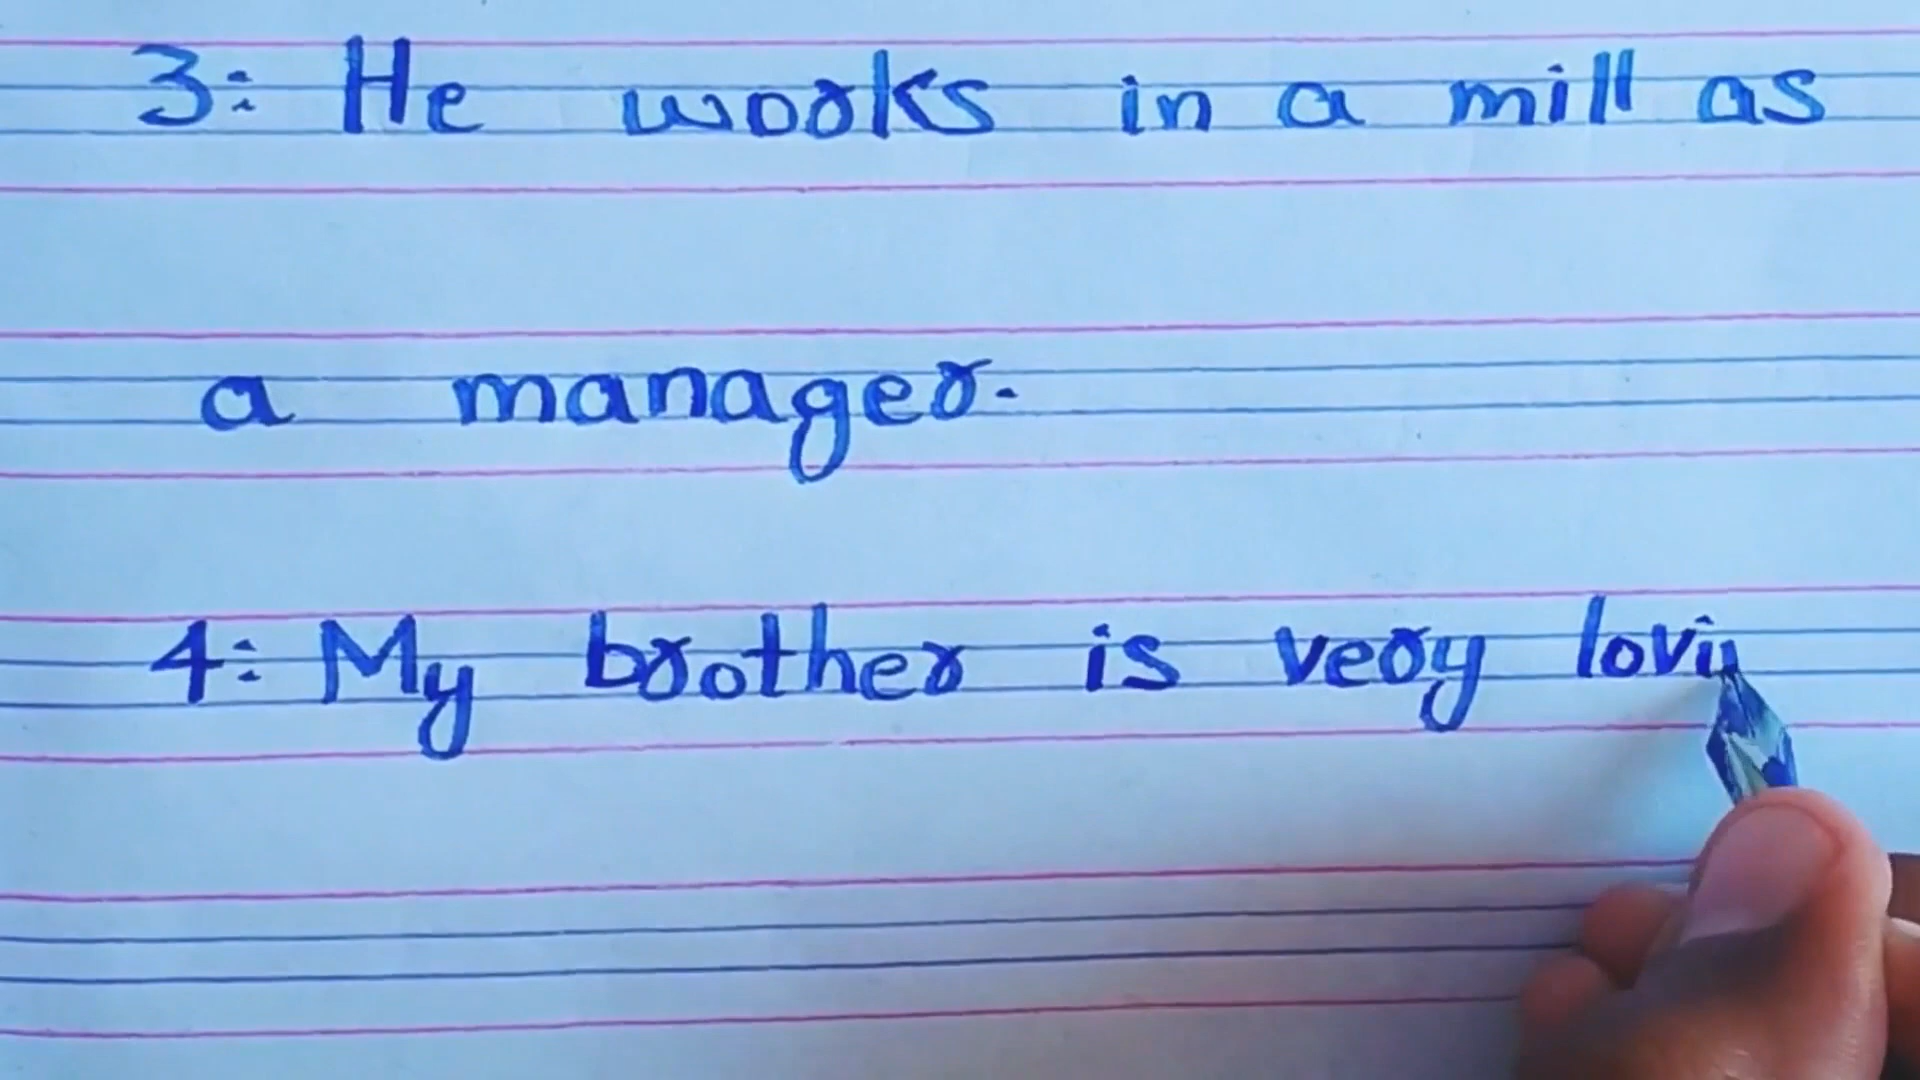 3: He works in a mill as
a manager.
4: My brother is very lovi